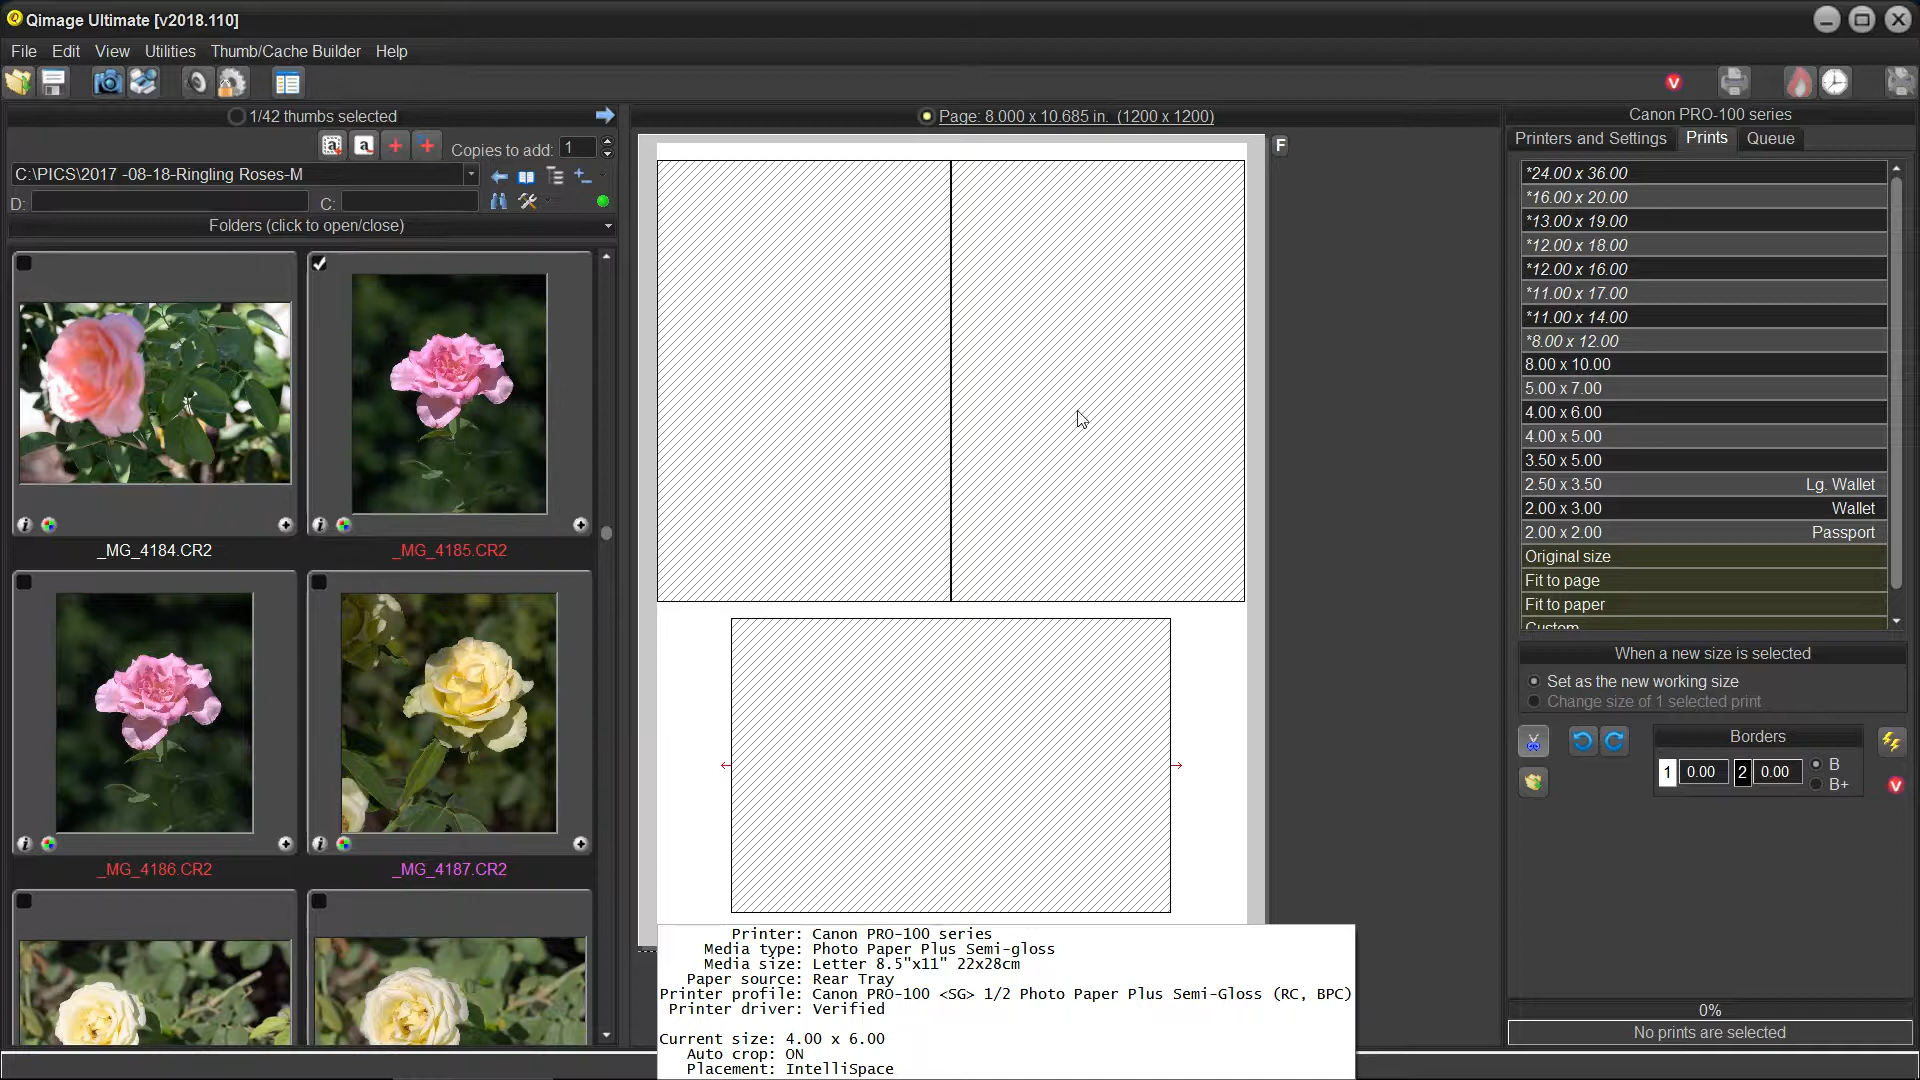 Qimage Ultimate [v2018.110]
File Edit View Utilities Thumb/Cache Builder Help
1/42 thumbs selected
Copies to add: 1
C:\PICS\2017 -08-18-Ringling Roses-M
D: C:
Folders (click to open/close)
_MG_4184.CR2
_MG_4185.CR2
_MG_4186.CR2
_MG_4187.CR2
Page: 8.000 x 10.685 in. (1200 x 1200)
F
Printer: Canon PRO-100 series
Media type: Photo Paper Plus Semi-gloss
Media size: Letter 8.5"x11" 22x28cm
Paper source: Rear Tray
Printer profile: Canon PRO-100 <SG> 1/2 Photo Paper Plus Semi-Gloss (RC, BPC)
Printer driver: Verified
Current size: 4.00 x 6.00
Auto crop: ON
Placement: IntelliSpace
Canon PRO-100 series
Printers and Settings Prints Queue
*24.00 x 36.00
*16.00 x 20.00
*13.00 x 19.00
*12.00 x 18.00
*12.00 x 16.00
*11.00 x 17.00
*11.00 x 14.00
*8.00 x 12.00
8.00 x 10.00
5.00 x 7.00
4.00 x 6.00
4.00 x 5.00
3.50 x 5.00
2.50 x 3.50 Lg. Wallet
2.00 x 3.00 Wallet
2.00 x 2.00 Passport
Original size
Fit to page
Fit to paper
Custom
When a new size is selected
Set as the new working size
Change size of 1 selected print
Borders
1 0.00 2 0.00
B
B+
V
0%
No prints are selected